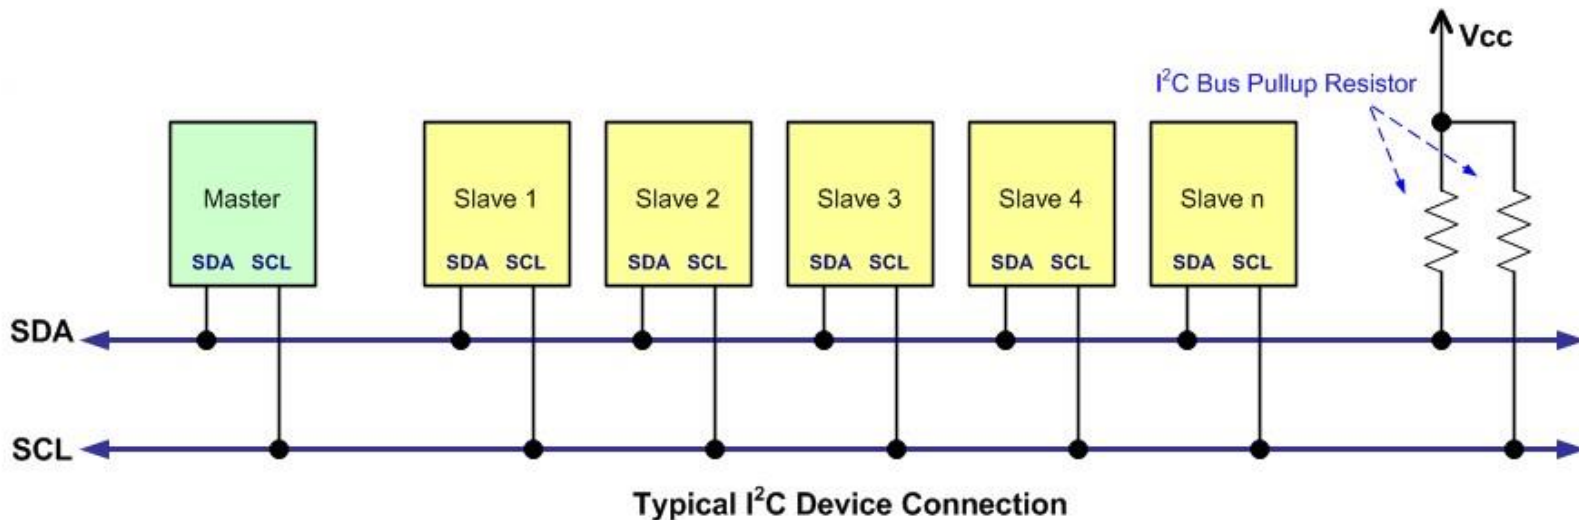 Vcc
I²C Bus Pullup Resistor
Master
Slave 1
Slave 2
Slave 3
Slave 4
Slave n
SDA SCL
SDA SCL
SDA SCL
SDA SCL
SDA SCL
SDA SCL
SDA
SCL
Typical I²C Device Connection